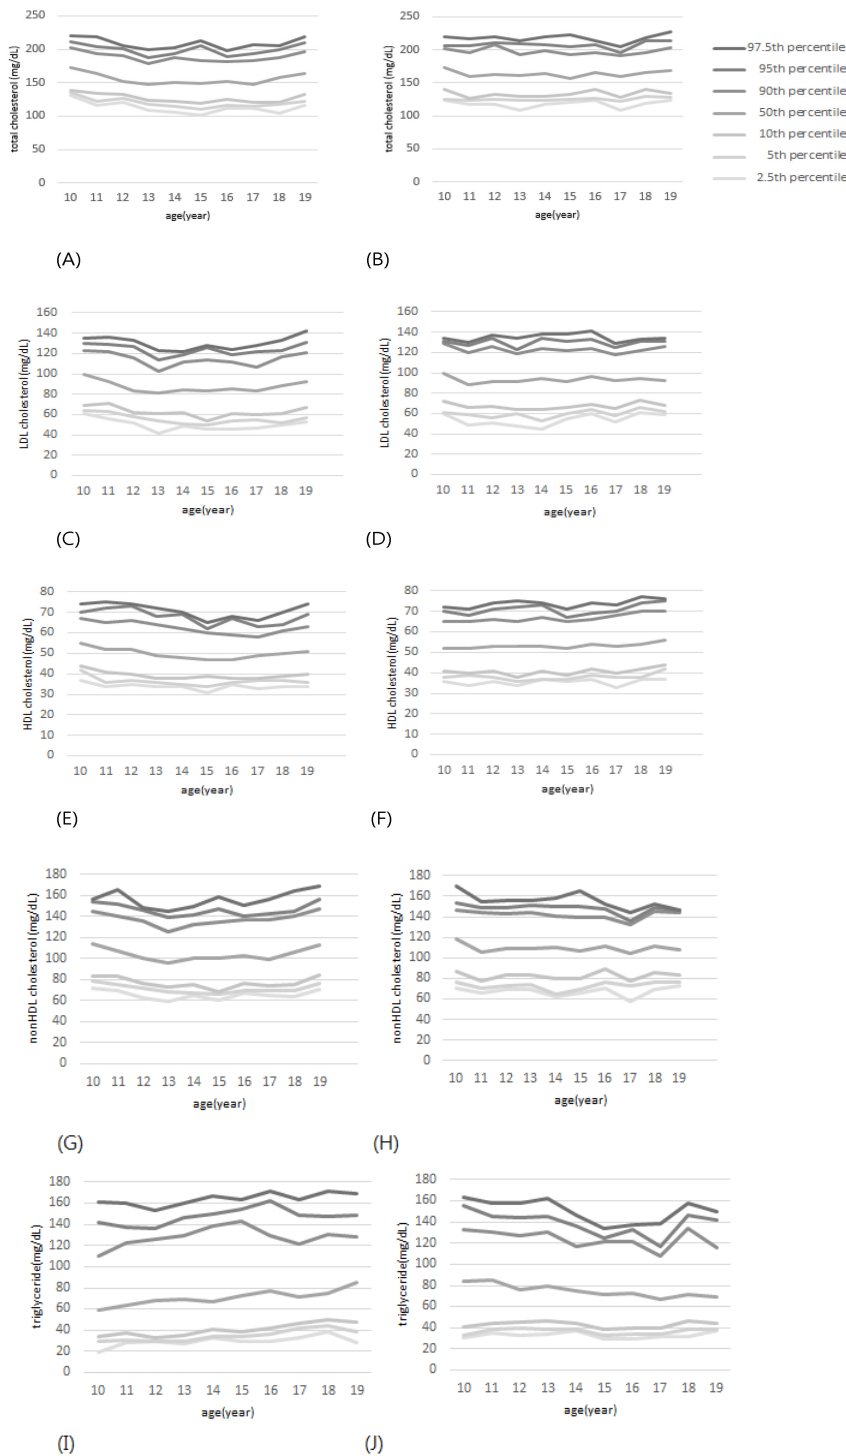 250
200
150
100
50
0
total cholesterol (mg/dL)
10 11 12 13 14 15 16 17 18 19
age(year)
(A)
250
200
150
100
50
0
total cholesterol (mg/dL)
10 11 12 13 14 15 16 17 18 19
age(year)
(B)
97.5th percentile
95th percentile
90th percentile
50th percentile
10th percentile
5th percentile
2.5th percentile
160
140
120
100
80
60
40
20
0
LDL cholesterol (mg/dL)
10 11 12 13 14 15 16 17 18 19
age(year)
(C)
160
140
120
100
80
60
40
20
0
LDL cholesterol (mg/dL)
10 11 12 13 14 15 16 17 18 19
age(year)
(D)
80
70
60
50
40
30
20
10
0
HDL cholesterol (mg/dL)
10 11 12 13 14 15 16 17 18 19
age(year)
(E)
80
70
60
50
40
30
20
10
0
HDL cholesterol (mg/dL)
10 11 12 13 14 15 16 17 18 19
age(year)
(F)
180
160
140
120
100
80
60
40
20
0
nonHDL cholesterol (mg/dL)
10 11 12 13 14 15 16 17 18 19
age(year)
(G)
180
160
140
120
100
80
60
40
20
0
nonHDL cholesterol (mg/dL)
10 11 12 13 14 15 16 17 18 19
age(year)
(H)
180
160
140
120
100
80
60
40
20
0
triglyceride(mg/dL)
10 11 12 13 14 15 16 17 18 19
age(year)
(I)
180
160
140
120
100
80
60
40
20
0
triglyceride(mg/dL)
10 11 12 13 14 15 16 17 18 19
age(year)
(J)